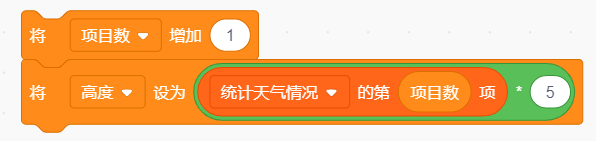 将 项目数 增加 1
将 高度 设为 统计天气情况 的第 项目数 项 * 5